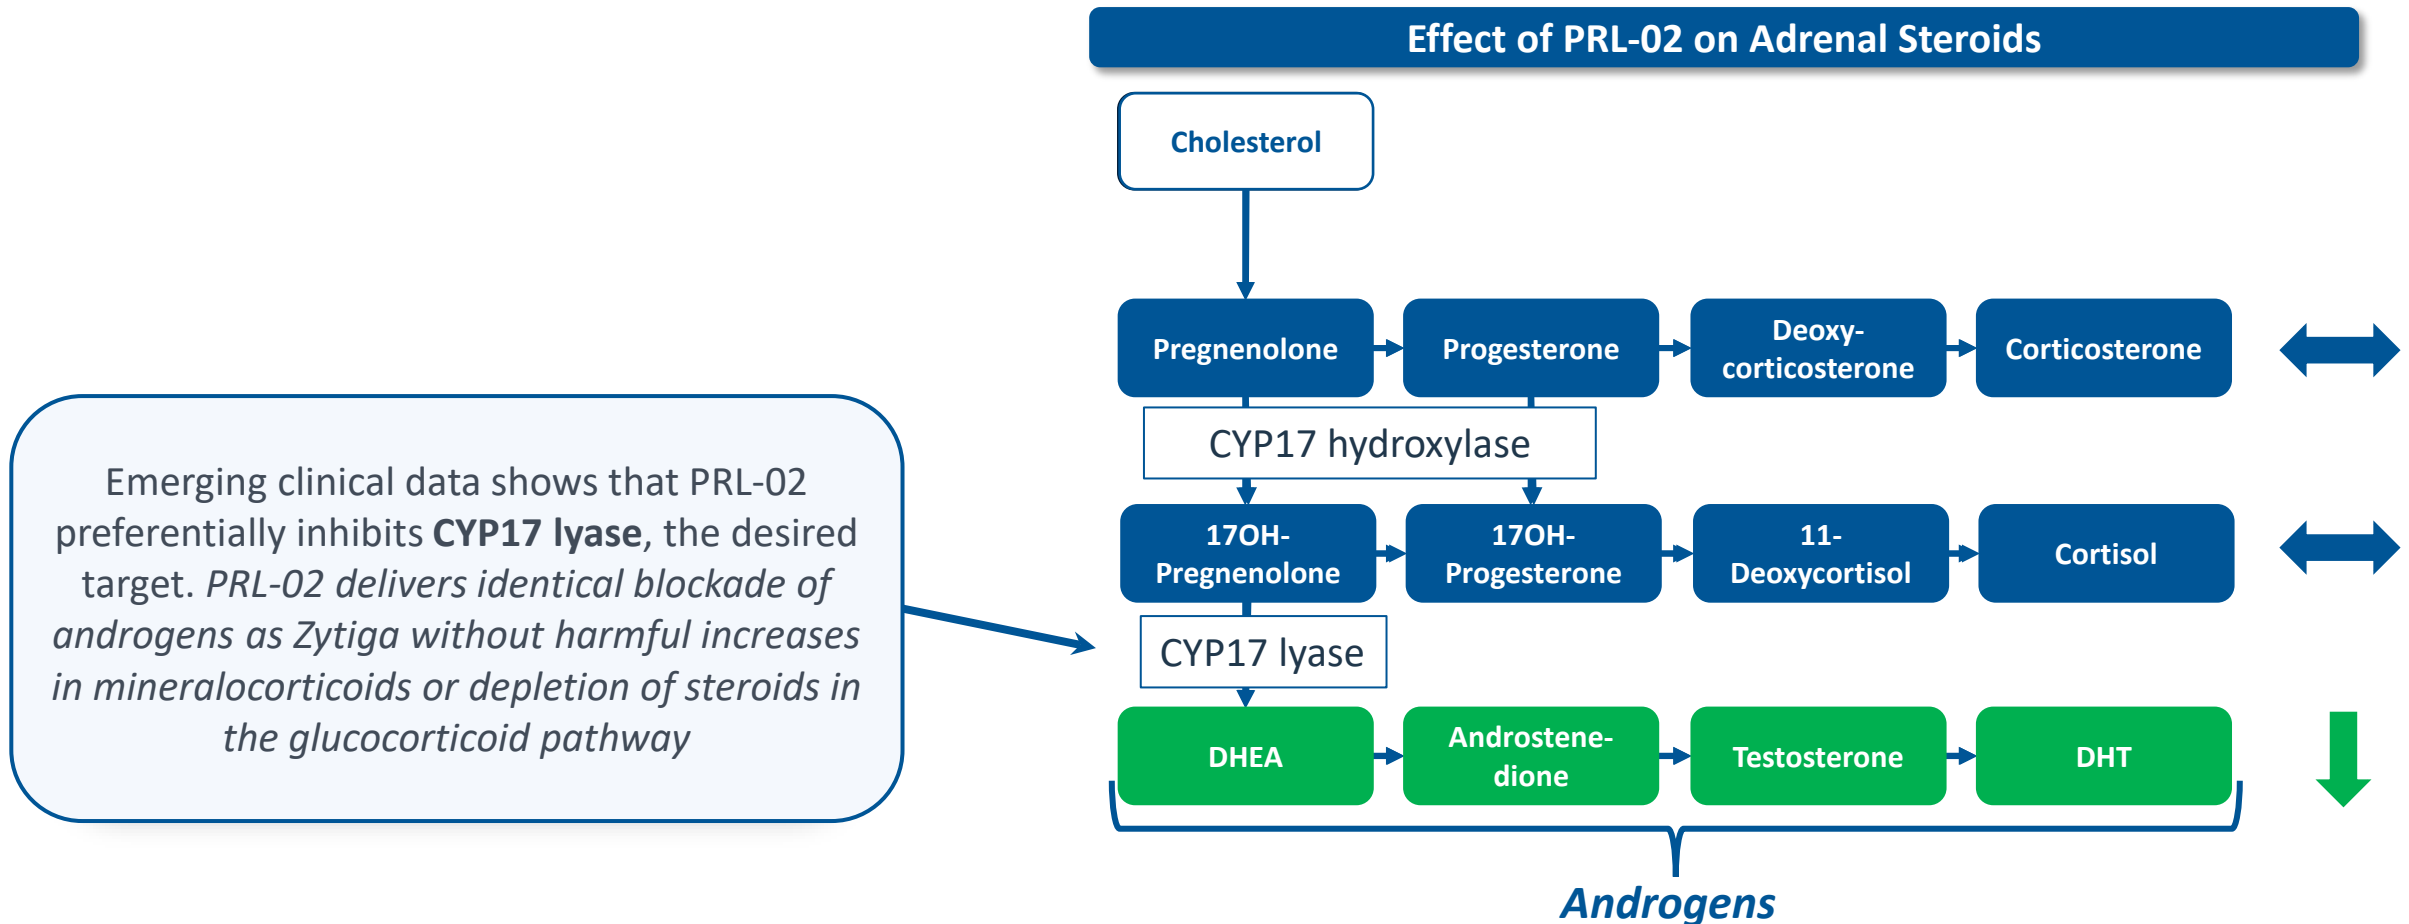 Effect of PRL-02 on Adrenal Steroids
Cholesterol
Pregnenolone
Progesterone
Deoxy-
corticosterone
Corticosterone
CYP17 hydroxylase
Emerging clinical data shows that PRL-02
preferentially inhibits CYP17 lyase, the desired
target. PRL-02 delivers identical blockade of
androgens as Zytiga without harmful increases
in mineralocorticoids or depletion of steroids in
the glucocorticoid pathway
17OH-
Pregnenolone
17OH-
Progesterone
11-
Deoxycortisol
Cortisol
CYP17 lyase
DHEA
Androstene-
dione
Testosterone
DHT
Androgens